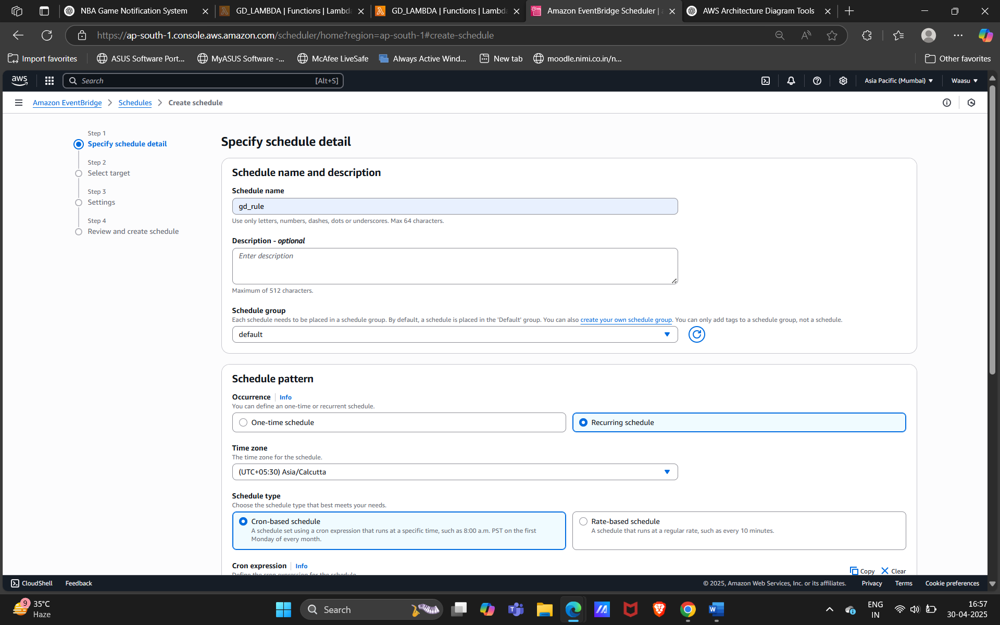 NBA Game Notification System
GD_LAMBDA | Functions | Lambda
GD_LAMBDA | Functions | Lambda
Amazon EventBridge Scheduler |
AWS Architecture Diagram Tools
https://ap-south-1.console.aws.amazon.com/scheduler/home?region=ap-south-1#create-schedule
Import favorites
ASUS Software Port...
MyASUS Software -...
McAfee LiveSafe
Always Active Wind...
New tab
moodle.nimi.co.in/n...
Other favorites
aws
Search
[Alt+S]
Asia Pacific (Mumbai)
Waasu
Amazon EventBridge
Schedules
Create schedule
Step 1
Specify schedule detail
Step 2
Select target
Step 3
Settings
Step 4
Review and create schedule
Specify schedule detail
Schedule name and description
Schedule name
gd_rule
Use only letters, numbers, dashes, dots or underscores. Max 64 characters.
Description - optional
Enter description
Maximum of 512 characters.
Schedule group
Each schedule needs to be placed in a schedule group. By default, a schedule is placed in the 'Default' group. You can also create your own schedule group. You can only add tags to a schedule group, not a schedule.
default
Schedule pattern
Occurrence
Info
You can define an one-time or recurrent schedule.
One-time schedule
Recurring schedule
Time zone
The time zone for the schedule.
(UTC+05:30) Asia/Calcutta
Schedule type
Choose the schedule type that best meets your needs.
Cron-based schedule
A schedule set using a cron expression that runs at a specific time, such as 8:00 a.m. PST on the first
Monday of every month.
Rate-based schedule
A schedule that runs at a regular rate, such as every 10 minutes.
Cron expression
Info
Define the cron expression for the schedule
Copy
Clear
CloudShell
Feedback
© 2025, Amazon Web Services, Inc. or its affiliates.
Privacy
Terms
Cookie preferences
9
35°C
Haze
Search
ENG
IN
16:57
30-04-2025